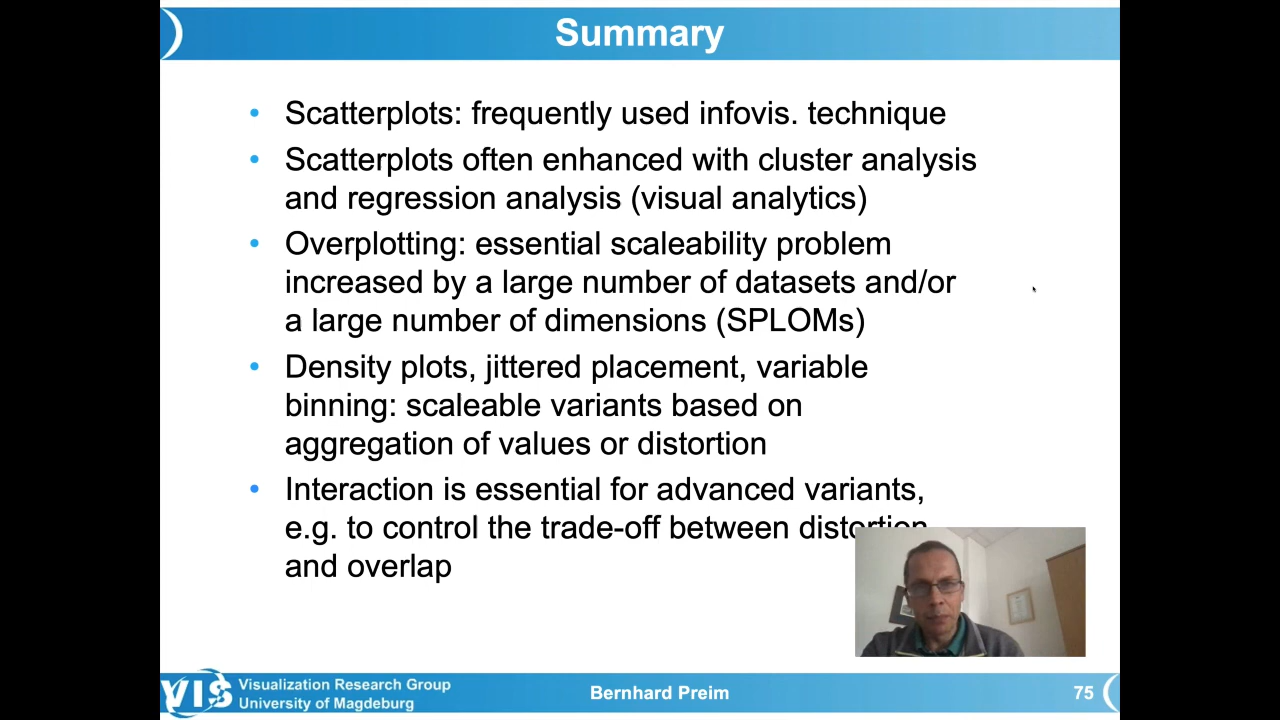 Summary
• Scatterplots: frequently used infovis. technique
• Scatterplots often enhanced with cluster analysis
and regression analysis (visual analytics)
• Overplotting: essential scaleability problem
increased by a large number of datasets and/or
a large number of dimensions (SPLOMs)
• Density plots, jittered placement, variable
binning: scaleable variants based on
aggregation of values or distortion
• Interaction is essential for advanced variants,
e.g. to control the trade-off between distortion
and overlap
VIS
Visualization Research Group
University of Magdeburg
Bernhard Preim
75